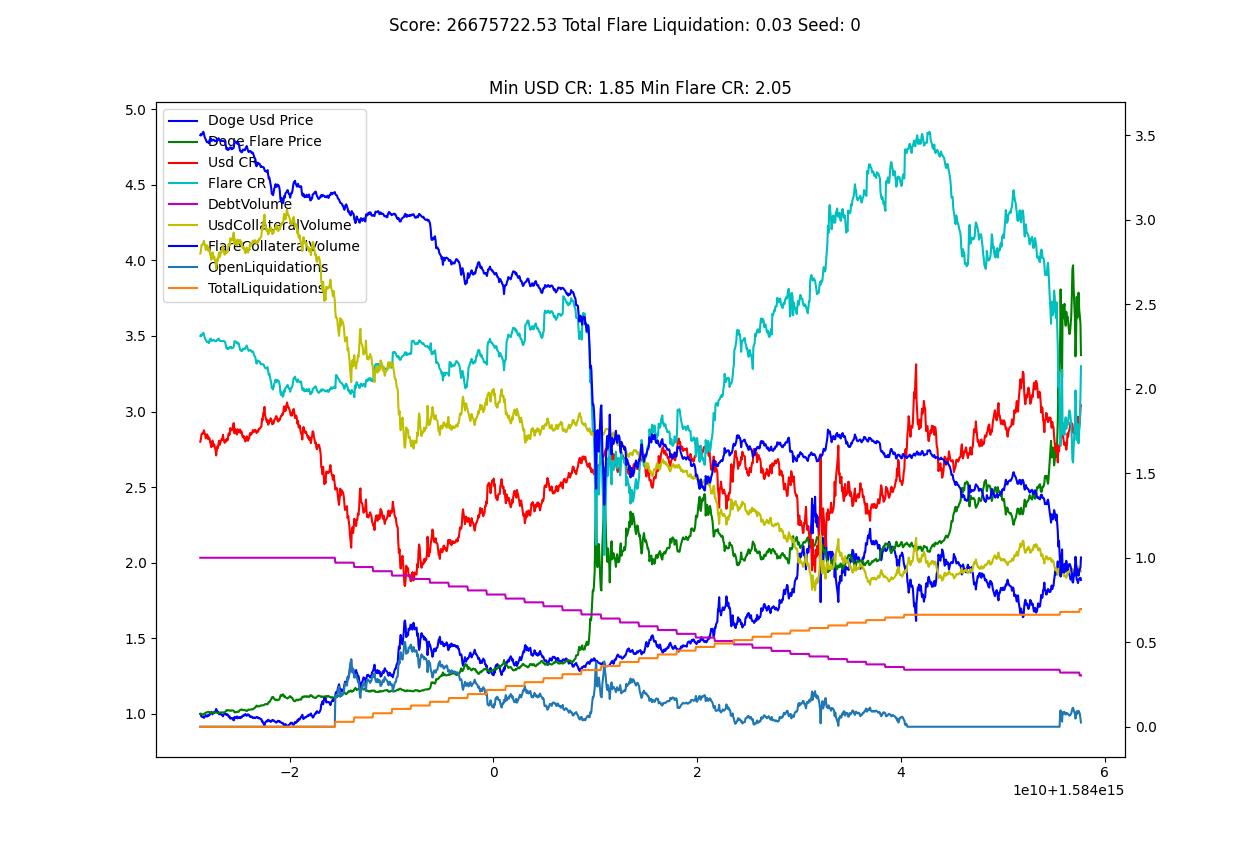 Score: 26675722.53 Total Flare Liquidation: 0.03 Seed: 0
Min USD CR: 1.85 Min Flare CR: 2.05
Doge Usd Price
Doge Flare Price
Usd CR
Flare CR
DebtVolume
UsdCollateralVolume
FlareCollateralVolume
OpenLiquidations
TotalLiquidations
5.0
4.5
4.0
3.5
3.0
2.5
2.0
1.5
1.0
3.5
3.0
2.5
2.0
1.5
1.0
0.5
0.0
−2 0 2 4 6
1e10+1.584e15